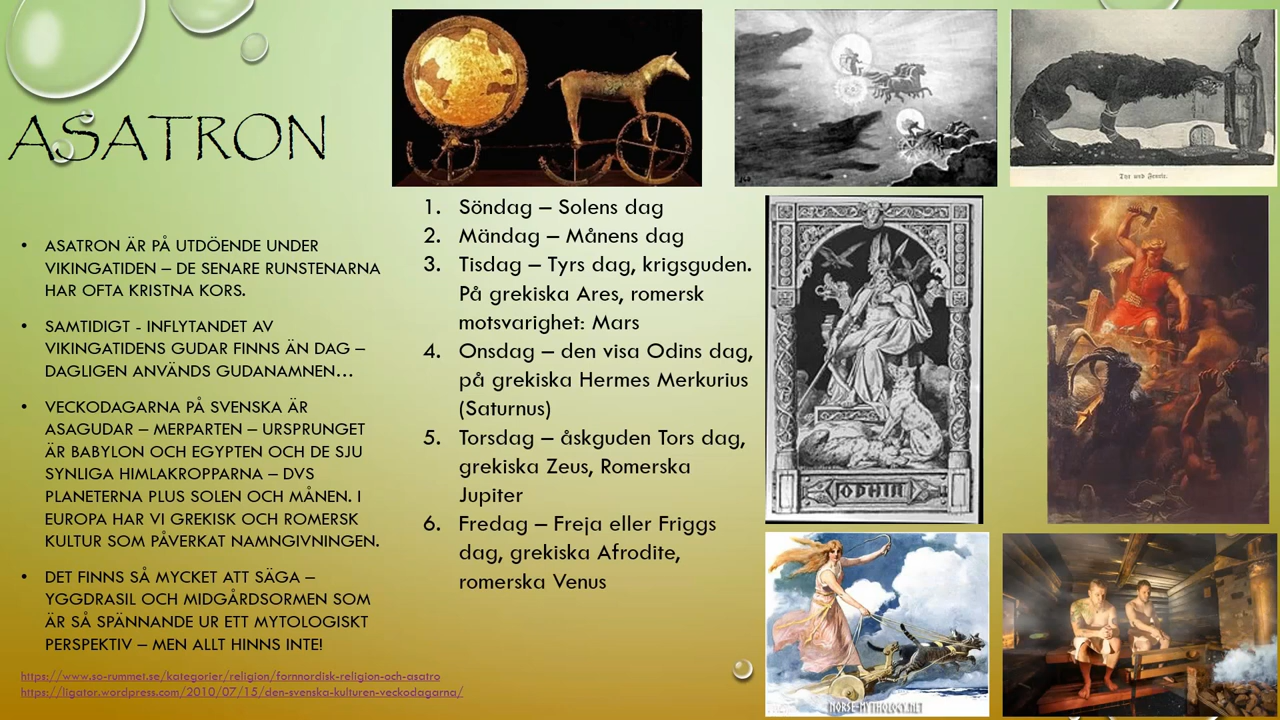 ASATRON
• ASATRON ÄR PÅ UTDÖENDE UNDER
VIKINGATIDEN – DE SENARE RUNSTENARNA
HAR OFTA KRISTNA KORS.
• SAMTIDIGT - INFLYTANDET AV
VIKINGATIDENS GUDAR FINNS ÄN DAG –
DAGLIGEN ANVÄNDS GUDANAMNEN…
• VECKODAGARNA PÅ SVENSKA ÄR
ASAGUDAR – MERPARTEN – URSPRUNGET
ÄR BABYLON OCH EGYPTEN OCH DE SJU
SYNLIGA HIMLAKROPPARNA – DVS
PLANETERNA PLUS SOLEN OCH MÅNEN. I
EUROPA HAR VI GREKISK OCH ROMERSK
KULTUR SOM PÅVERKAT NAMNGIVNINGEN.
• DET FINNS SÅ MYCKET ATT SÄGA –
YGGDRASIL OCH MIDGÅRDSORMEN SOM
ÄR SÅ SPÄNNANDE UR ETT MYTOLOGISKT
PERSPEKTIV – MEN ALLT HINNS INTE!
https://www.so-rummet.se/kategorier/religion/fornnordisk-religion-och-asatro
https://ligator.wordpress.com/2010/07/15/den-svenska-kulturen-veckodagarna/
1. Söndag – Solens dag
2. Mändag – Månens dag
3. Tisdag – Tyrs dag, krigsguden.
På grekiska Ares, romersk
motsvarighet: Mars
4. Onsdag – den visa Odins dag,
på grekiska Hermes Merkurius
(Saturnus)
5. Torsdag – åskguden Tors dag,
grekiska Zeus, Romerska
Jupiter
6. Fredag – Freja eller Friggs
dag, grekiska Afrodite,
romerska Venus
Tyr und Fenrir.
ODHIN
NORSE-MYTHOLOGY.NET